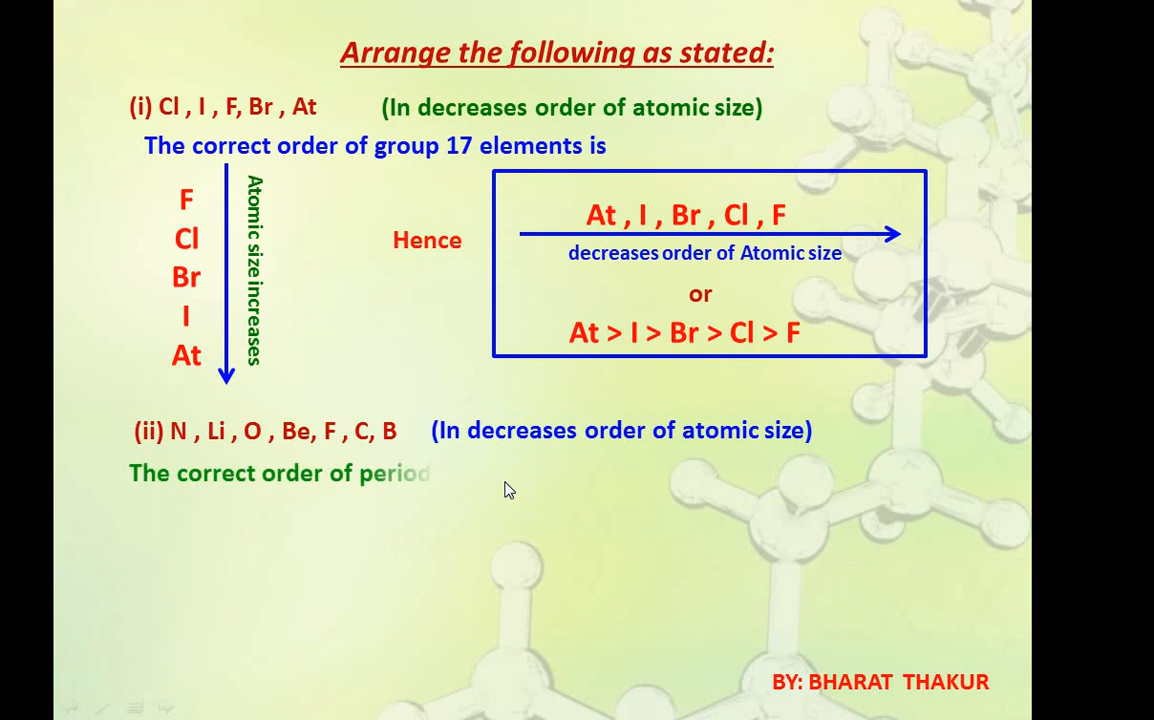 Arrange the following as stated:
(i) Cl , I , F, Br , At (In decreases order of atomic size)
The correct order of group 17 elements is
F
Cl
Br
I
At
Atomic size increases
Hence
At , I , Br , Cl , F
decreases order of Atomic size
or
At > I > Br > Cl > F
(ii) N , Li , O , Be, F , C, B (In decreases order of atomic size)
The correct order of period
BY: BHARAT THAKUR